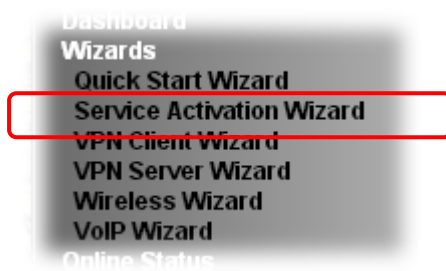 Dashboard
Wizards
Quick Start Wizard
Service Activation Wizard
VPN Client Wizard
VPN Server Wizard
Wireless Wizard
VoIP Wizard
Online Status